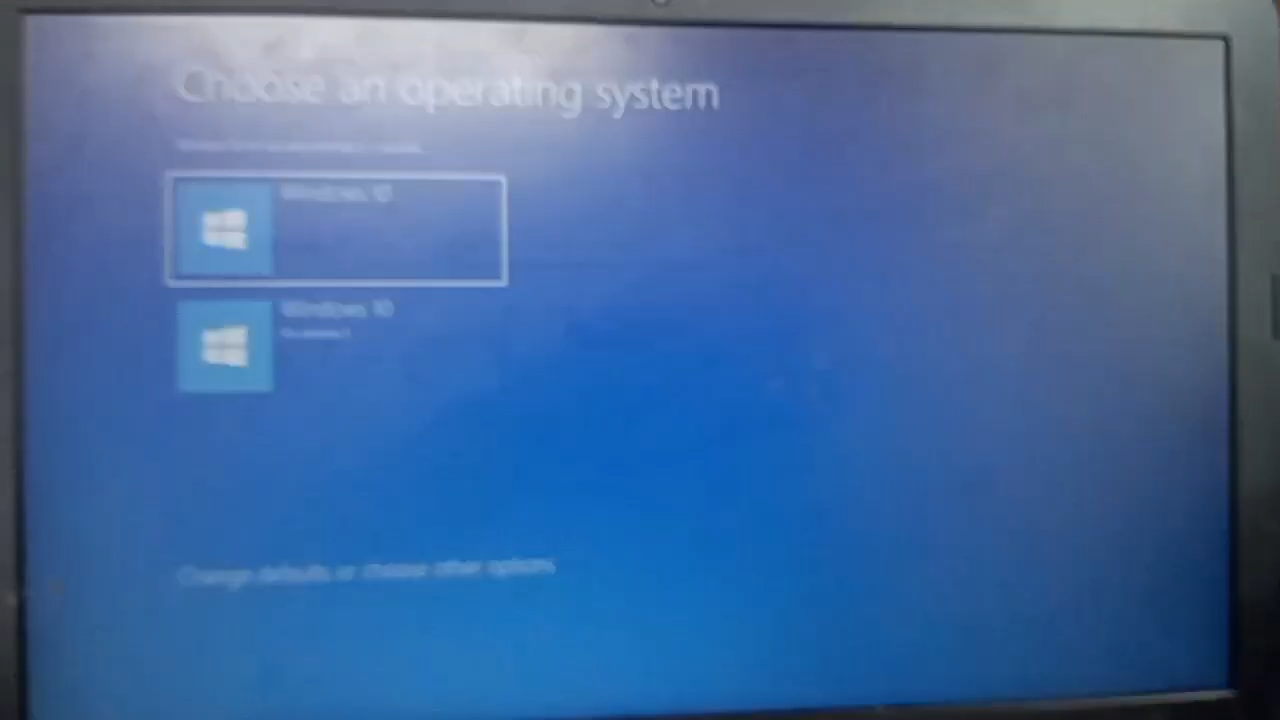 Choose an operating system
Windows 10
Windows 10
Change defaults or choose other options